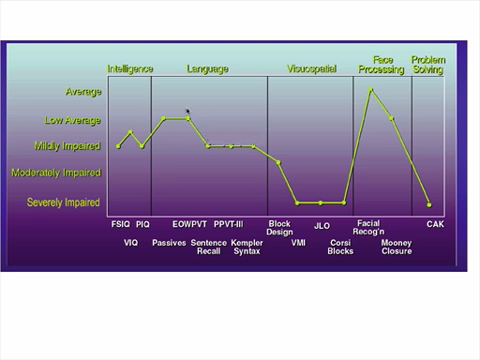 Face Problem
Intelligence Language Visuospatial Processing Solving
Average
Low Average
Mildly Impaired
Moderately Impaired
Severely Impaired
FSIQ PIQ EOWPVT PPVT-III Block Design JLO Facial Recog'n CAK
VIQ Passives Sentence Recall Kempler Syntax VMI Corsi Blocks Mooney Closure